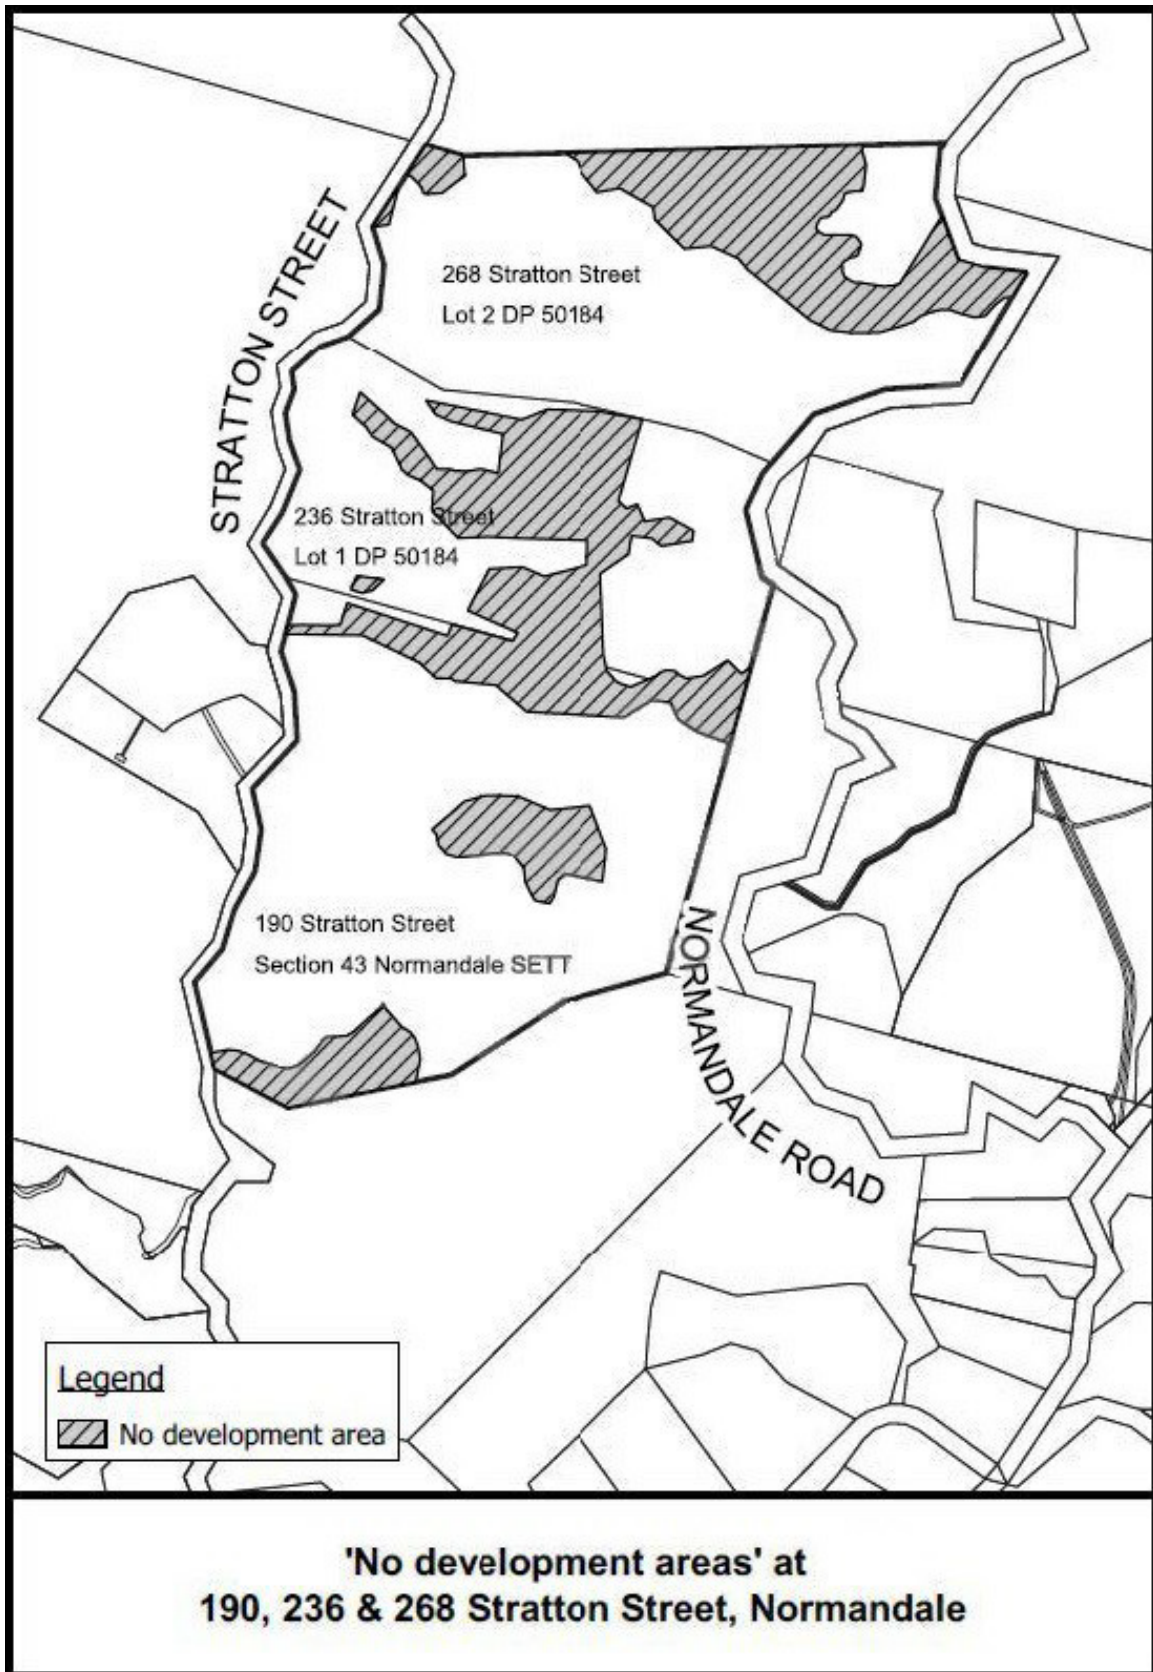 STRATTON STREET
268 Stratton Street
Lot 2 DP 50184
236 Stratton Street
Lot 1 DP 50184
190 Stratton Street
Section 43 Normandale SETT
NORMANDALE ROAD
Legend
No development area
'No development areas' at
190, 236 & 268 Stratton Street, Normandale